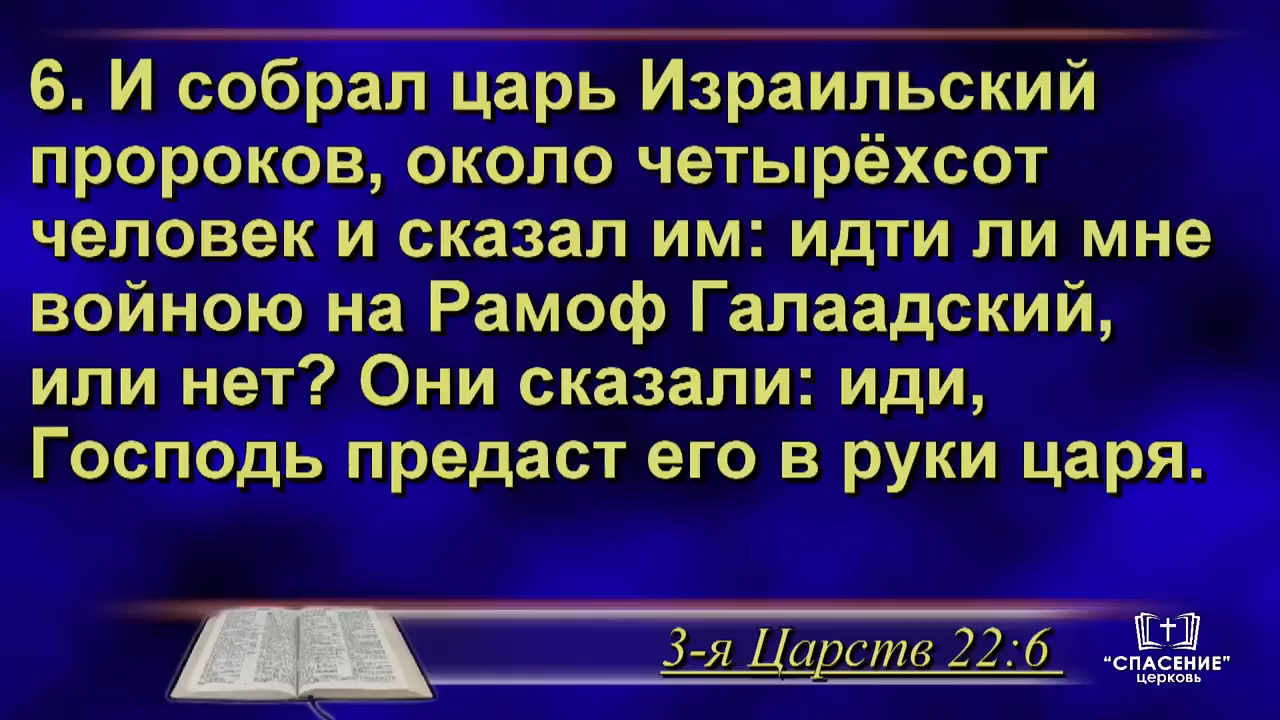 6. И собрал царь Израильский
пророков, около четырёхсот
человек и сказал им: идти ли мне
войною на Рамоф Галаадский,
или нет? Они сказали: иди,
Господь предаст его в руки царя.
3-я Царств 22:6
“СПАСЕНИЕ”
церковь